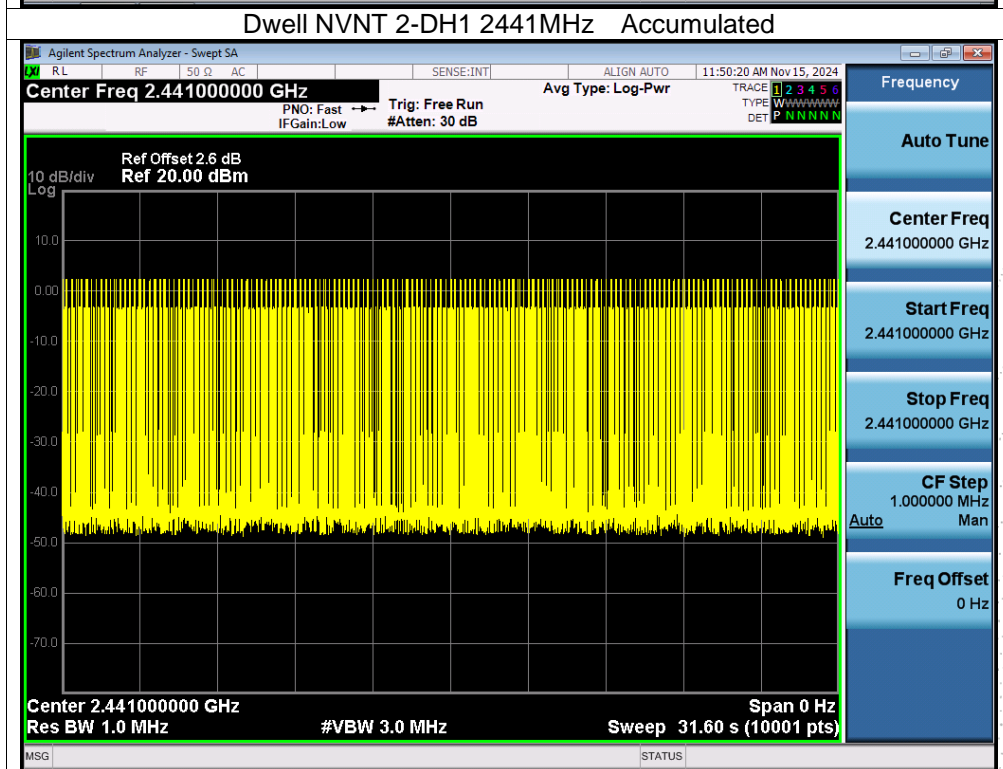 Dwell NVNT 2-DH1 2441MHz Accumulated
Agilent Spectrum Analyzer - Swept SA
LXI RL RF 50 Ω AC SENSE:INT ALIGN AUTO 11:50:20 AM Nov 15, 2024
Center Freq 2.441000000 GHz
PNO: Fast
IFGain:Low
Trig: Free Run
#Atten: 30 dB
Avg Type: Log-Pwr
TRACE 1 2 3 4 5 6
TYPE WWWWWWW
DET P N N N N N
Frequency
Auto Tune
Center Freq
2.441000000 GHz
Start Freq
2.441000000 GHz
Stop Freq
2.441000000 GHz
CF Step
1.000000 MHz
Auto Man
Freq Offset
0 Hz
Ref Offset 2.6 dB
10 dB/div Ref 20.00 dBm
Log
10.0
0.00
-10.0
-20.0
-30.0
-40.0
-50.0
-60.0
-70.0
Center 2.441000000 GHz Span 0 Hz
Res BW 1.0 MHz #VBW 3.0 MHz Sweep 31.60 s (10001 pts)
MSG STATUS